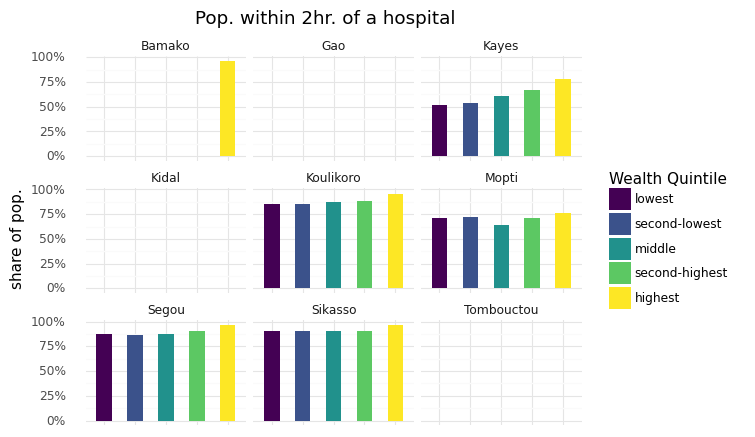 Pop. within 2hr. of a hospital
Bamako Gao Kayes
100%
75%
50%
25%
0%
Kidal Koulikoro Mopti
100%
75%
50%
25%
0%
Segou Sikasso Tombouctou
100%
75%
50%
25%
0%
share of pop.
Wealth Quintile
lowest
second-lowest
middle
second-highest
highest